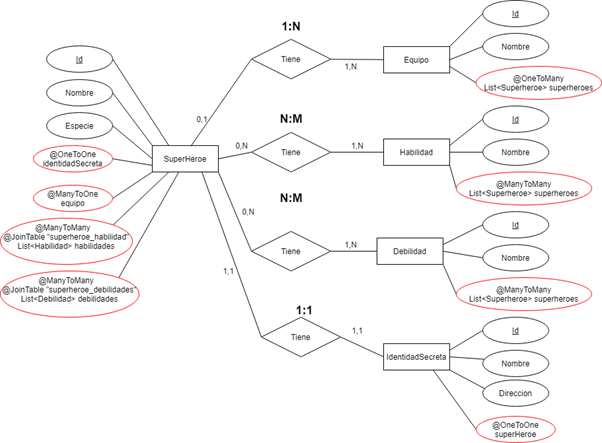 1:N
Id
Nombre
Especie
@OneToOne
identidadSecreta
@ManyToOne
equipo
@ManyToMany
@JoinTable "superheroe_habilidad"
List<Habilidad> habilidades
@ManyToMany
@JoinTable "superheroe_debilidades"
List<Debilidad> debilidades
SuperHeroe
0,1
Tiene
1,N
Equipo
Id
Nombre
@OneToMany
List<Superheroe> superheroes
N:M
0,N
Tiene
1,N
Habilidad
Id
Nombre
@ManyToMany
List<Superheroe> superheroes
N:M
0,N
Tiene
1,N
Debilidad
Id
Nombre
@ManyToMany
List<Superheroe> superheroes
1:1
1,1
Tiene
1,1
IdentidadSecreta
Id
Nombre
Direccion
@OneToOne
superHeroe